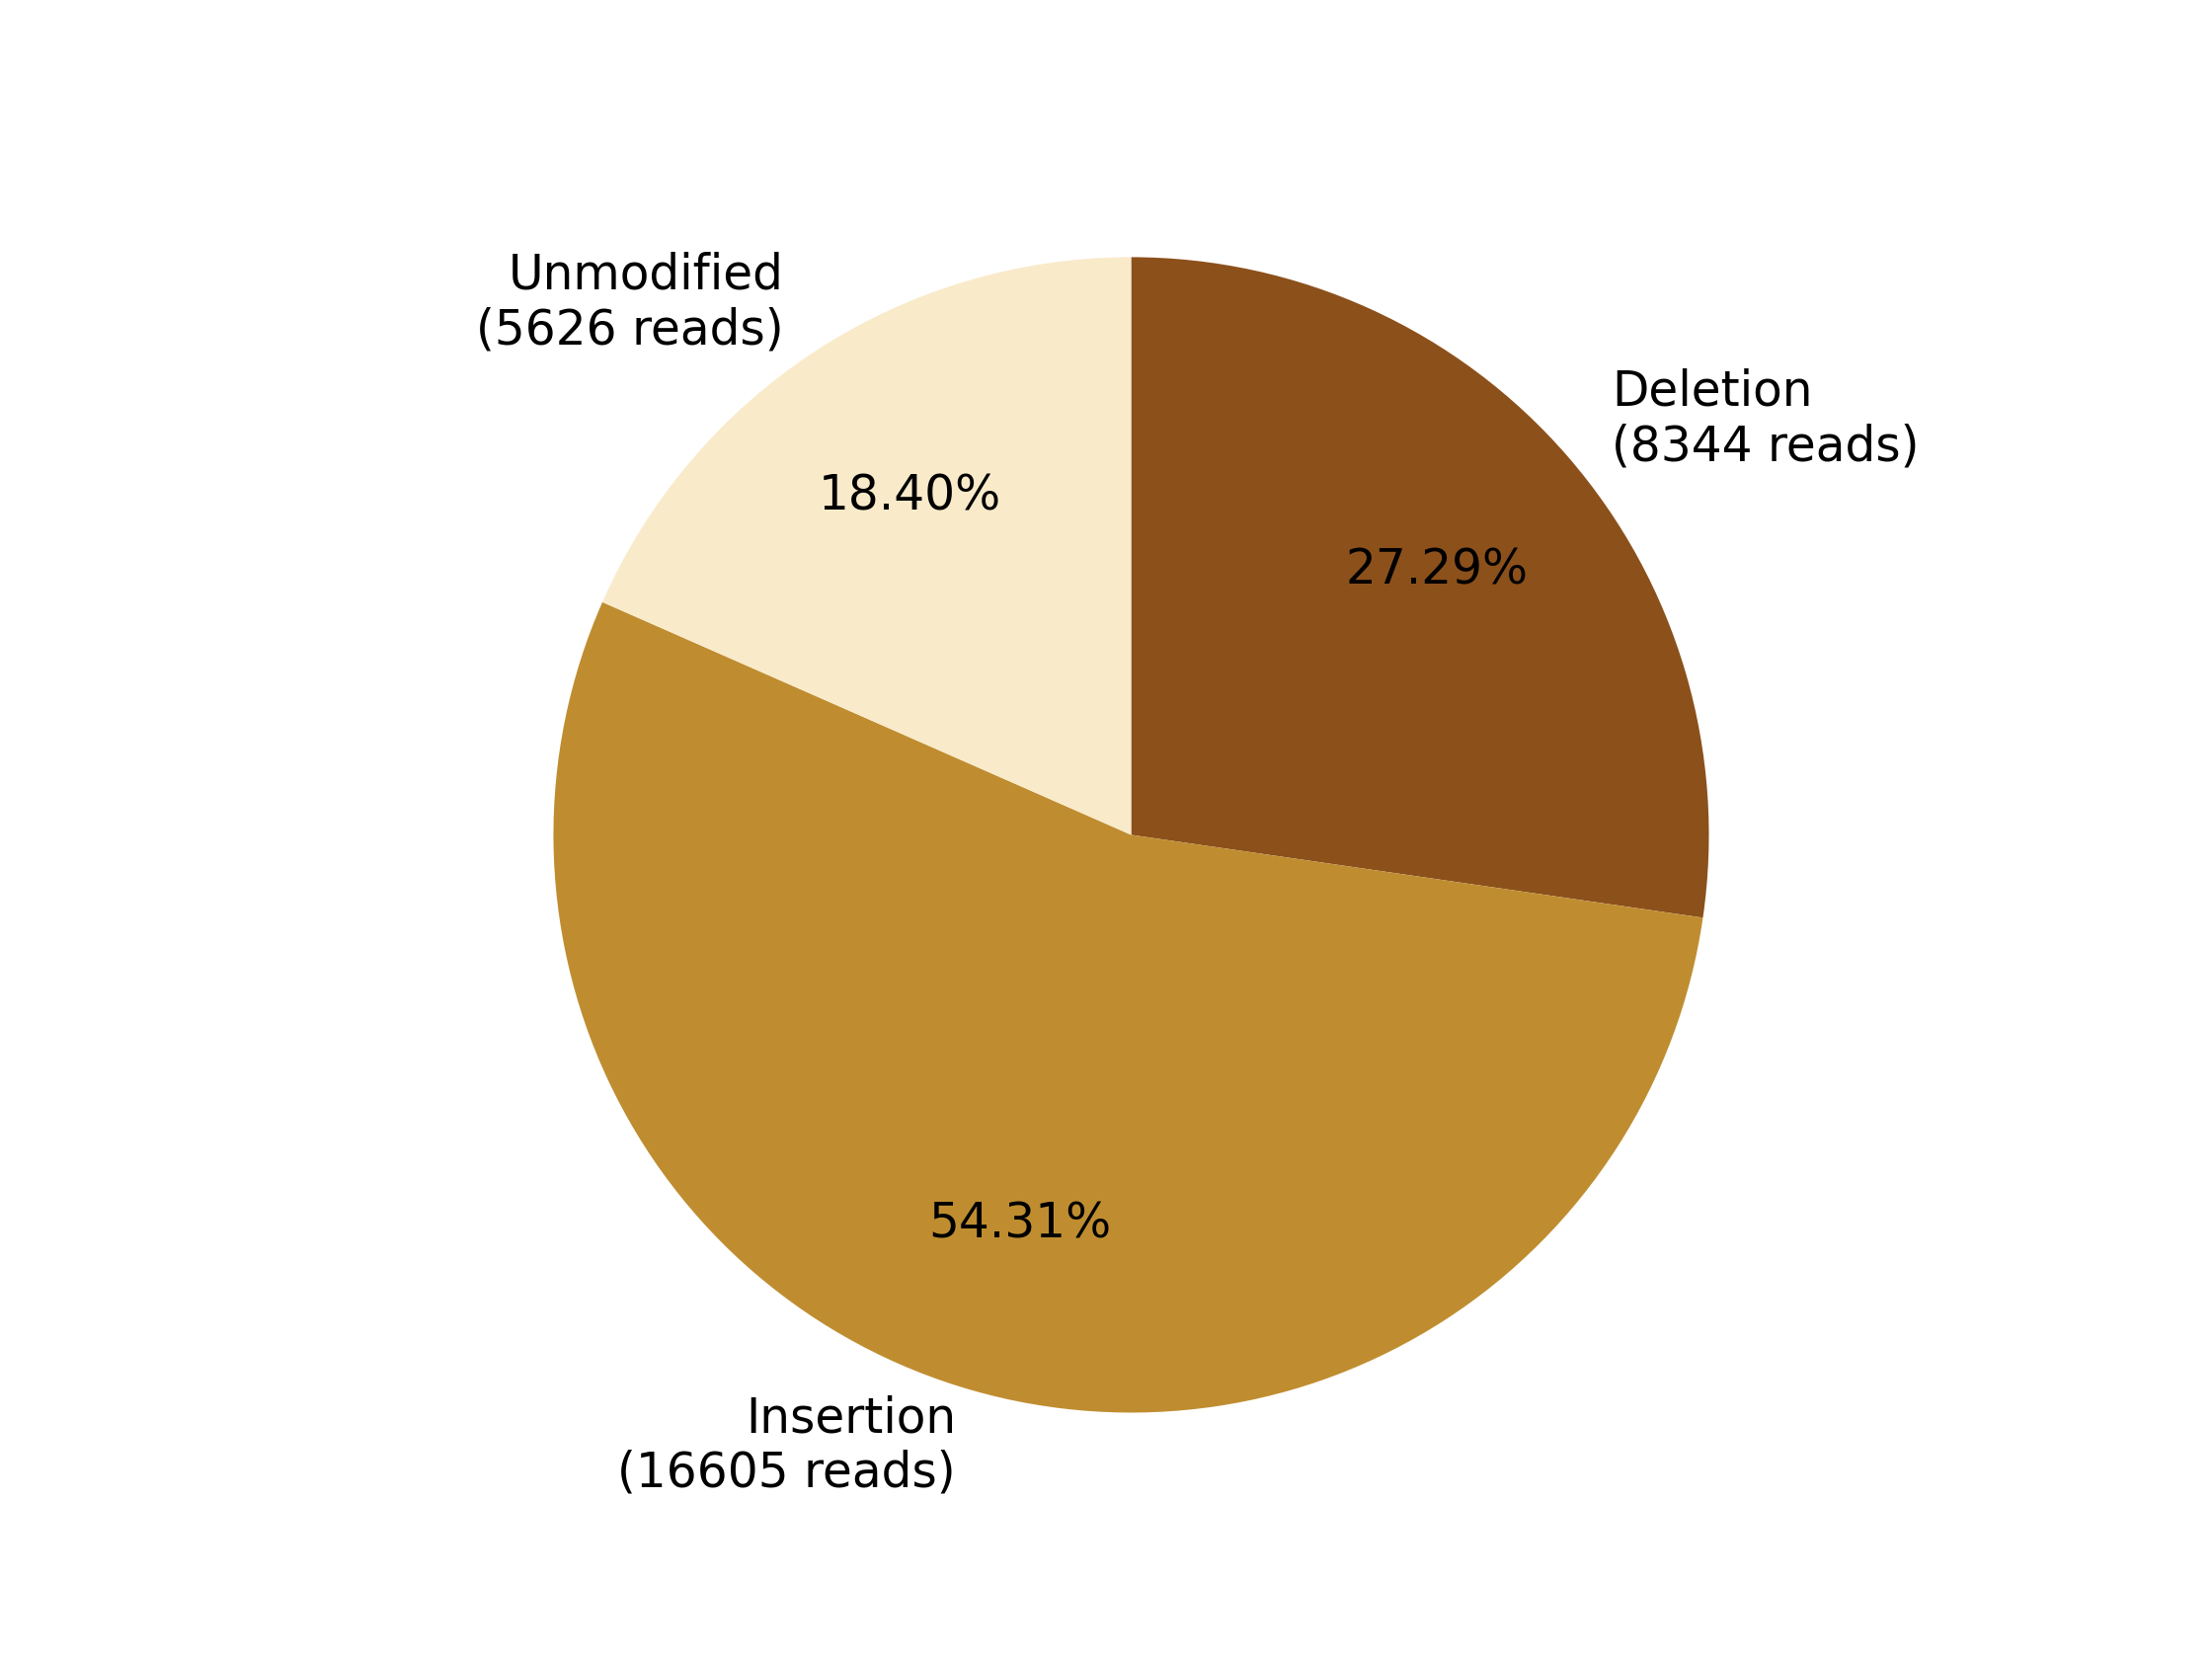 Unmodified
(5626 reads)
18.40%
Deletion
(8344 reads)
27.29%
54.31%
Insertion
(16605 reads)